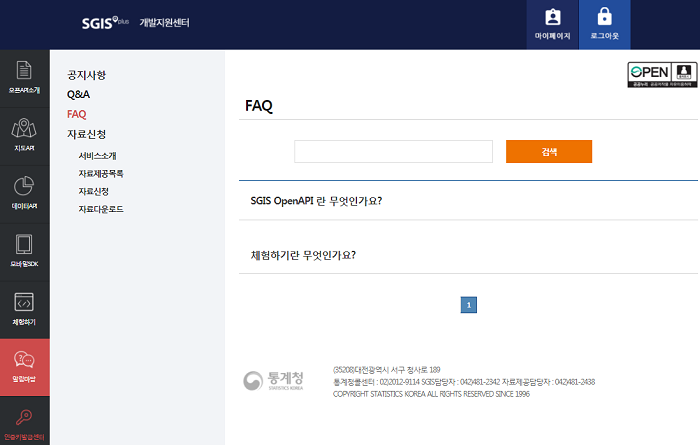 SGIS plus 개발지원센터
마이페이지
로그아웃
오픈API소개
지도API
데이터API
모바일SDK
체험하기
알림마당
인증키발급센터
공지사항
Q&A
FAQ
자료신청
서비스소개
자료제공목록
자료신청
자료다운로드
OPEN
FAQ
검색
SGIS OpenAPI 란 무엇인가요?
체험하기란 무엇인가요?
1
통계청
STATISTICS KOREA
(35208)대전광역시 서구 청사로 189
통계청콜센터 : 02)2012-9114 SGIS담당자 : 042)481-2342 자료제공담당자 : 042)481-2438
COPYRIGHT STATISTICS KOREA ALL RIGHTS RESERVED SINCE 1996